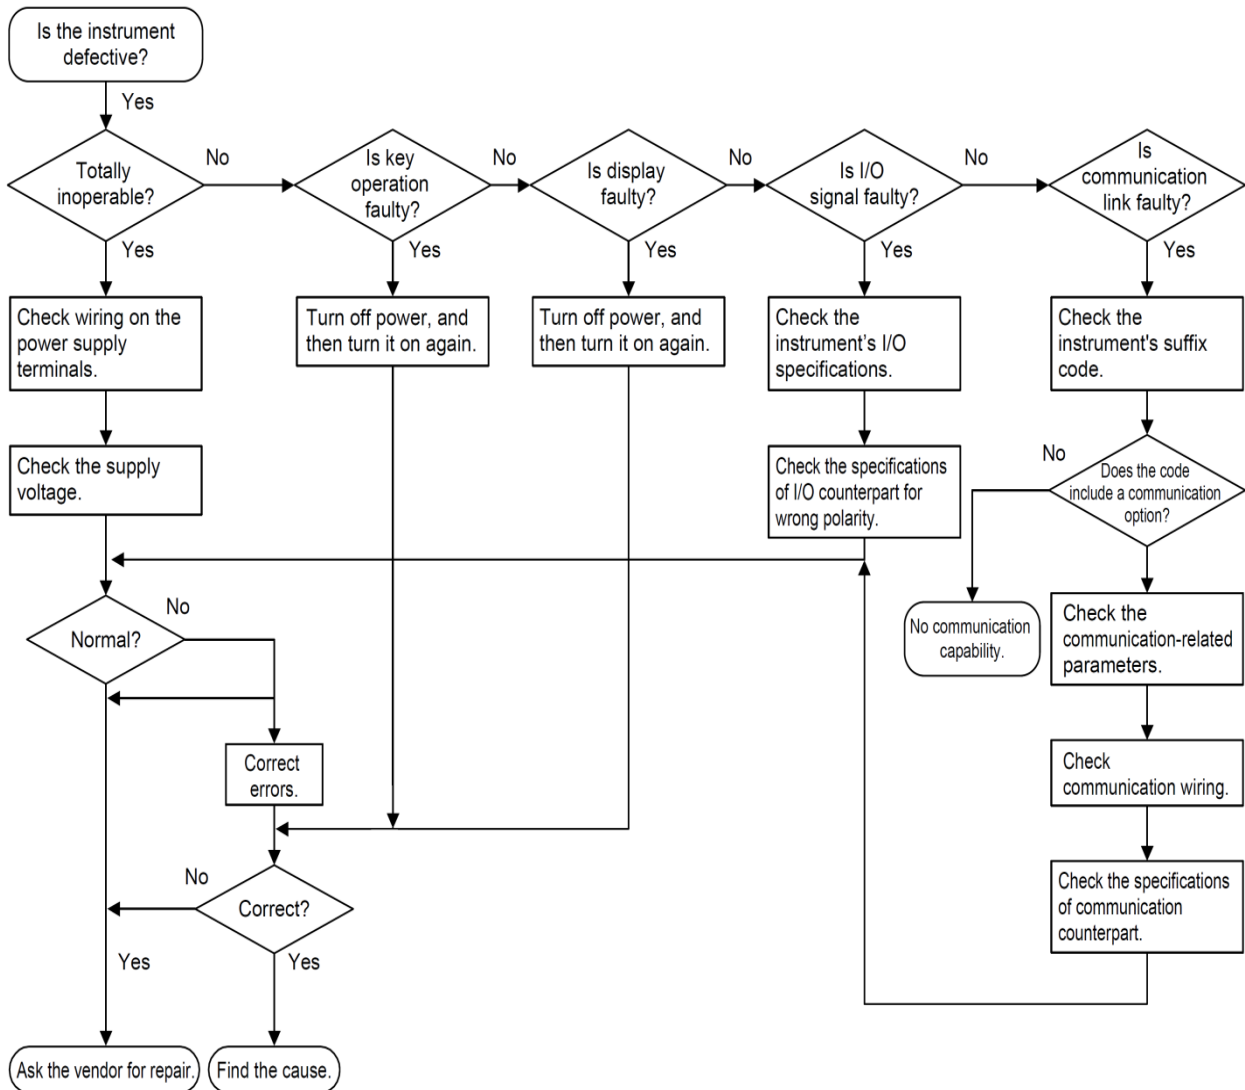 Is the instrument
defective?
Yes
Totally
inoperable?
No
Is key
operation
faulty?
No
Is display
faulty?
No
Is I/O
signal faulty?
No
Is
communication
link faulty?
Yes
Yes
Yes
Yes
Yes
Check wiring on the
power supply
terminals.
Turn off power, and
then turn it on again.
Turn off power, and
then turn it on again.
Check the
instrument's I/O
specifications.
Check the
instrument's suffix
code.
Check the supply
voltage.
Check the specifications
of I/O counterpart for
wrong polarity.
No
Does the code
include a communication
option?
Normal?
No
No communication
capability.
Check the
communication-related
parameters.
Correct
errors.
Check
communication wiring.
No
Correct?
Check the specifications
of communication
counterpart.
Yes
Yes
Ask the vendor for repair.
Find the cause.